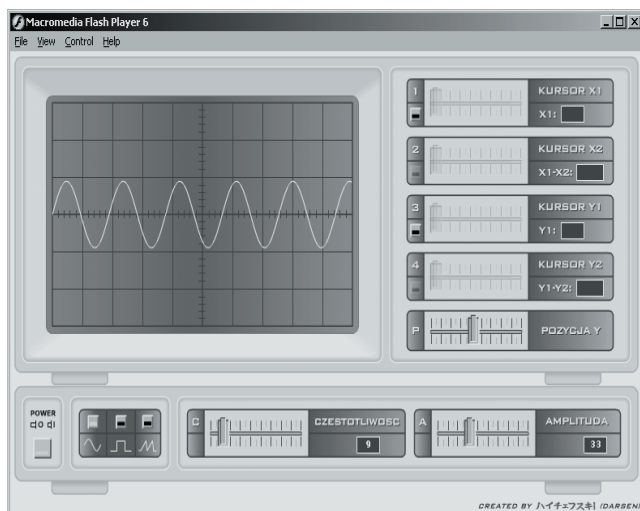 Macromedia Flash Player 6
File View Control Help
1 KURSOR X1
X1:
2 KURSOR X2
X1-X2:
3 KURSOR Y1
Y1:
4 KURSOR Y2
Y1-Y2:
P POZYCJA Y
POWER
C CZESTOTLIWOSC
9
A AMPLITUDA
33
CREATED BY ハイチェフスキ! (DARSEN)